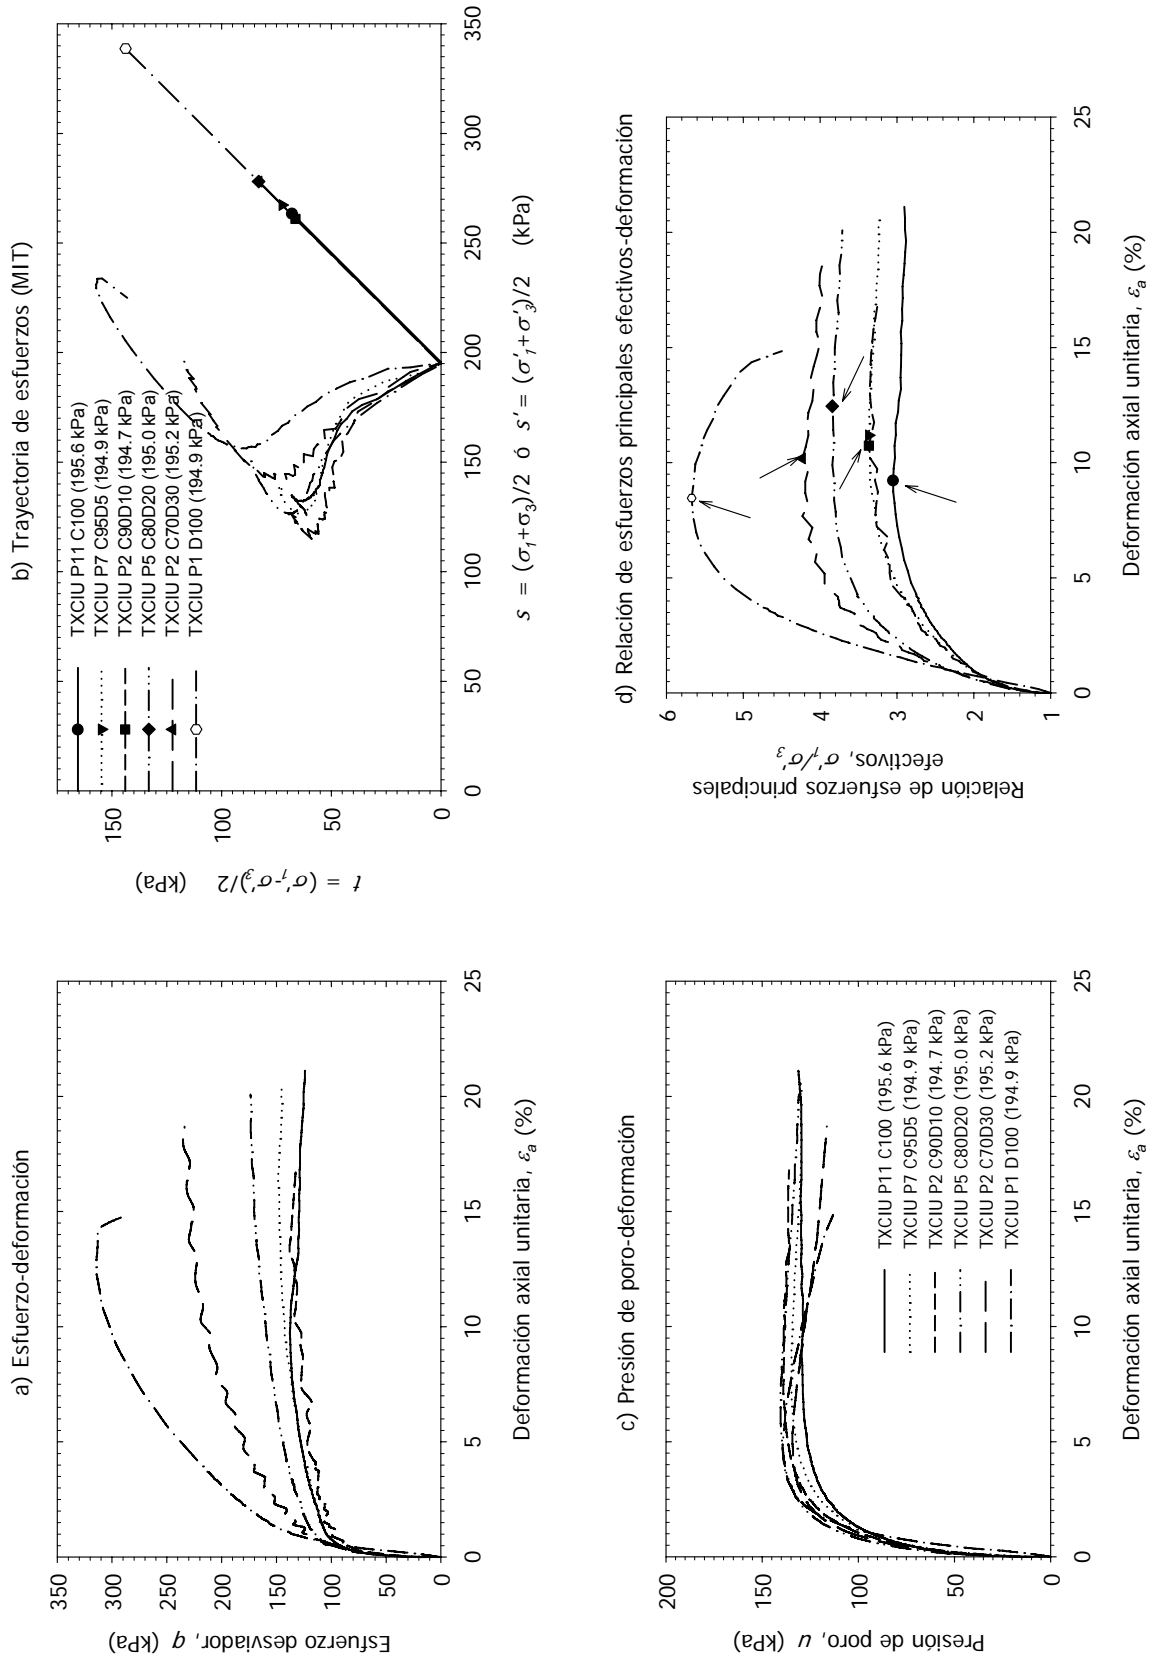 a) Esfuerzo-deformación
Esfuerzo desviador, q (kPa)
350
300
250
200
150
100
50
0
0
5
10
15
20
25
Deformación axial unitaria, εa (%)
b) Trayectoria de esfuerzos (MIT)
t = (σ'1-σ'3)/2 (kPa)
150
100
50
0
0
50
100
150
200
250
300
350
s = (σ1+σ3)/2 ó s' = (σ'1+σ'3)/2 (kPa)
TXCIU P11 C100 (195.6 kPa)
TXCIU P7 C95D5 (194.9 kPa)
TXCIU P2 C90D10 (194.7 kPa)
TXCIU P5 C80D20 (195.0 kPa)
TXCIU P2 C70D30 (195.2 kPa)
TXCIU P1 D100 (194.9 kPa)
c) Presión de poro-deformación
Presión de poro, u (kPa)
200
150
100
50
0
0
5
10
15
20
25
Deformación axial unitaria, εa (%)
TXCIU P11 C100 (195.6 kPa)
TXCIU P7 C95D5 (194.9 kPa)
TXCIU P2 C90D10 (194.7 kPa)
TXCIU P5 C80D20 (195.0 kPa)
TXCIU P2 C70D30 (195.2 kPa)
TXCIU P1 D100 (194.9 kPa)
d) Relación de esfuerzos principales efectivos-deformación
Relación de esfuerzos principales
efectivos, σ'1/σ'3
6
5
4
3
2
1
0
5
10
15
20
25
Deformación axial unitaria, εa (%)